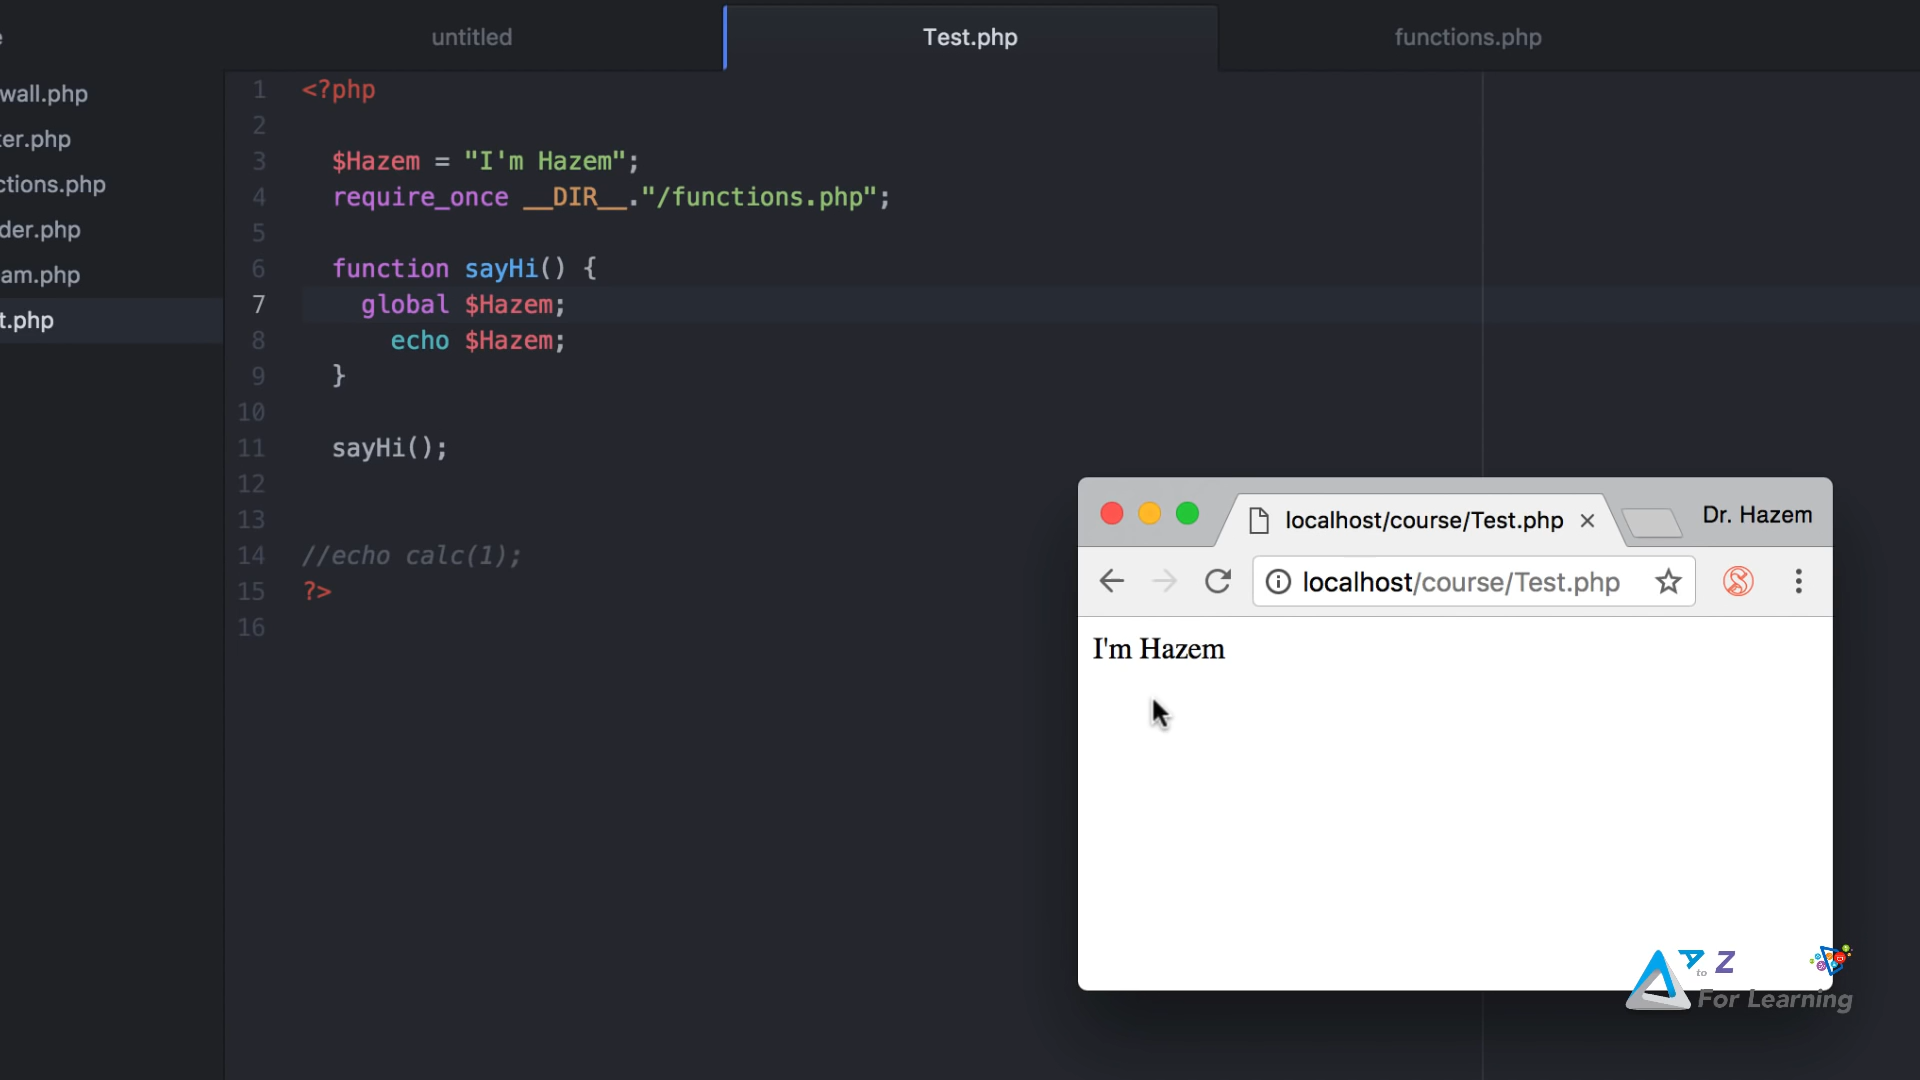 untitled
Test.php
functions.php
e
wall.php
ter.php
ctions.php
der.php
am.php
t.php
1 <?php
2
3 $Hazem = "I'm Hazem";
4 require_once __DIR__."/functions.php";
5
6 function sayHi() {
7 global $Hazem;
8 echo $Hazem;
9 }
10
11 sayHi();
12
13
14 //echo calc(1);
15 ?>
16
localhost/course/Test.php
Dr. Hazem
localhost/course/Test.php
I'm Hazem
A to Z
For Learning